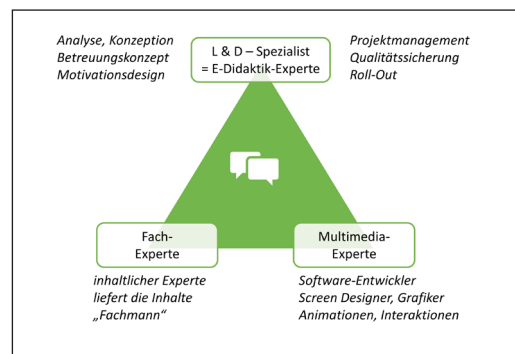 Analyse, Konzeption
Betreuungskonzept
Motivationsdesign
L & D – Spezialist
= E-Didaktik-Experte
Projektmanagement
Qualitätssicherung
Roll-Out
Fach-
Experte
Multimedia-
Experte
inhaltlicher Experte
liefert die Inhalte
„Fachmann“
Software-Entwickler
Screen Designer, Grafiker
Animationen, Interaktionen